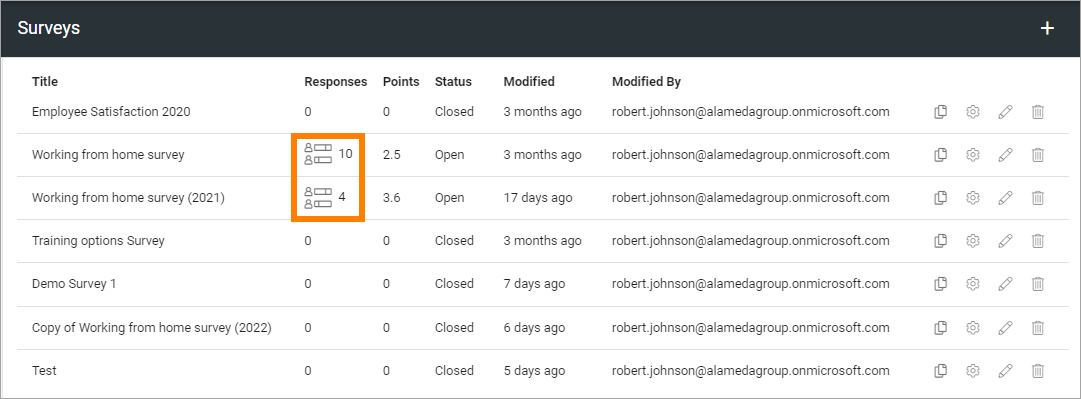 Surveys +
Title Responses Points Status Modified Modified By
Employee Satisfaction 2020 0 0 Closed 3 months ago robert.johnson@alamedagroup.onmicrosoft.com
Working from home survey 10 2.5 Open 3 months ago robert.johnson@alamedagroup.onmicrosoft.com
Working from home survey (2021) 4 3.6 Open 17 days ago robert.johnson@alamedagroup.onmicrosoft.com
Training options Survey 0 0 Closed 3 months ago robert.johnson@alamedagroup.onmicrosoft.com
Demo Survey 1 0 0 Closed 7 days ago robert.johnson@alamedagroup.onmicrosoft.com
Copy of Working from home survey (2022) 0 0 Closed 6 days ago robert.johnson@alamedagroup.onmicrosoft.com
Test 0 0 Closed 5 days ago robert.johnson@alamedagroup.onmicrosoft.com